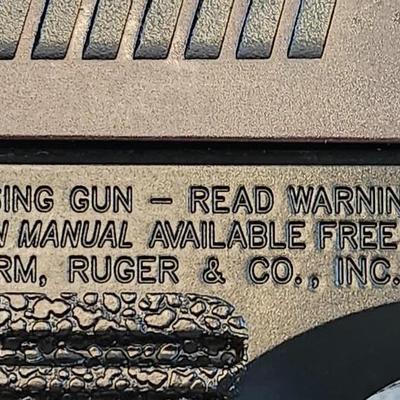 SING GUN – READ WARNIN
N MANUAL AVAILABLE FREE
RM, RUGER & CO., INC.